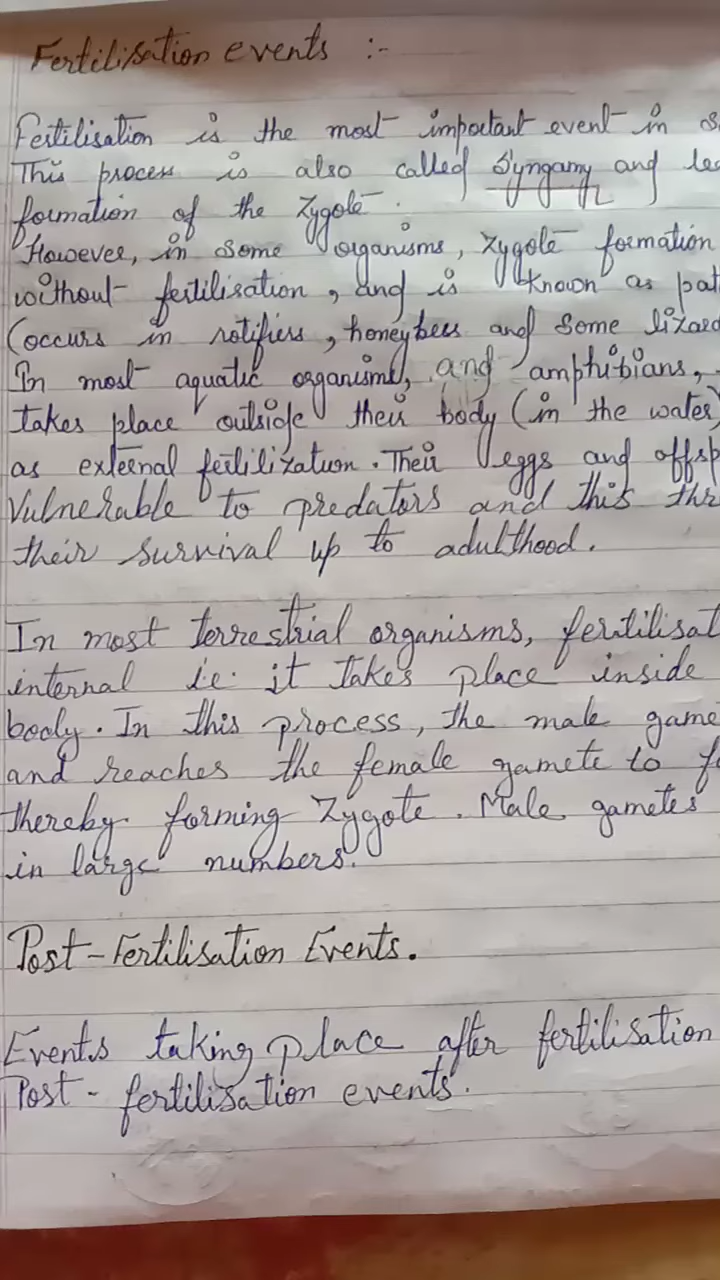 Fertilisation events :-
Fertilisation is the most important event in s
This process is also called Syngamy and le
formation of the Zygote.
However, in some organisms, zygote formation
without fertilisation, and is known as pat
(occurs in rotifiers, honeybees and some lizard
In most aquatic organisms, and amphibians,
takes place outside their body (in the water)
as external fertilization. Their eggs and offsp
Vulnerable to predators and this thr
their survival up to adulthood.
In most terrestrial organisms, fertilisat
internal i.e. it takes place inside
body. In this process, the male game
and reaches the female gamete to f
thereby forming Zygote. Male gametes
in large numbers.
Post-Fertilisation Events.
Events taking place after fertilisation
Post-fertilisation events.